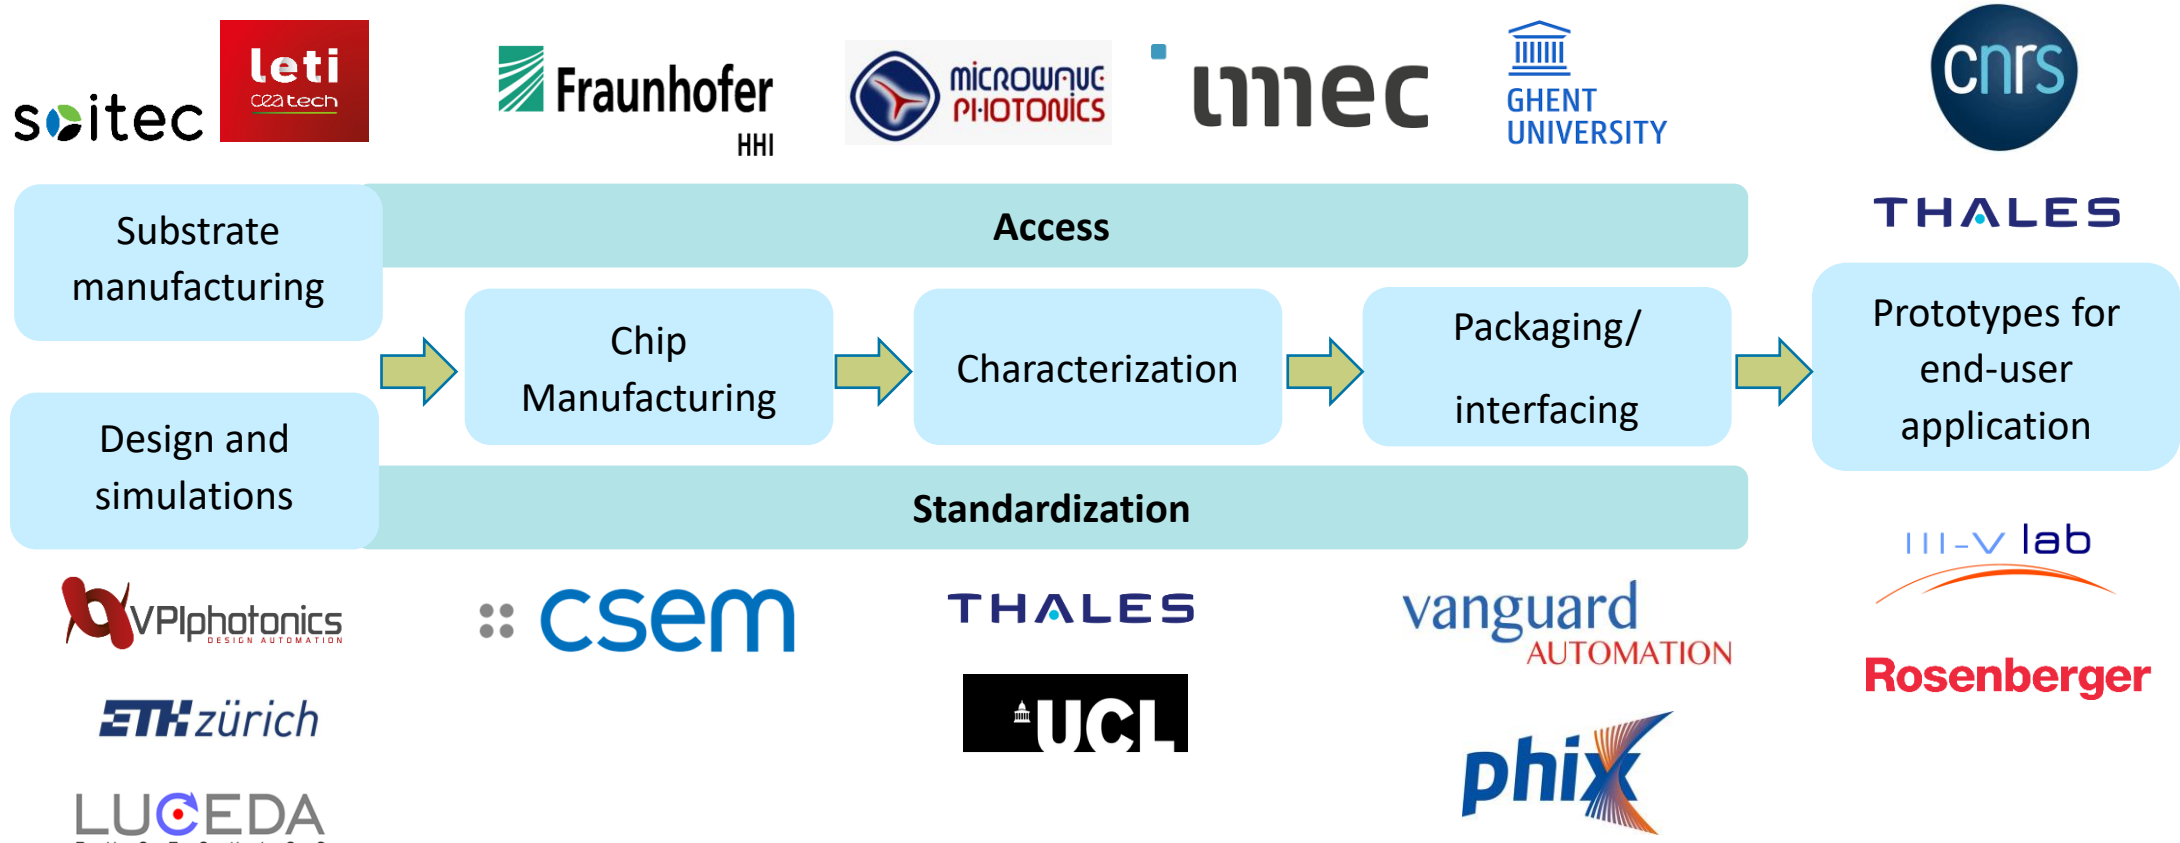 soitec
leti
cea tech
Fraunhofer
HHI
MICROWAVE
PHOTONICS
imec
GHENT
UNIVERSITY
cnrs
THALES
Substrate
manufacturing
Access
Chip
Manufacturing
Characterization
Packaging/
interfacing
Prototypes for
end-user
application
Design and
simulations
Standardization
VPIphotonics
DESIGN AUTOMATION
ETH zürich
LUCEDA
csem
THALES
UCL
vanguard
AUTOMATION
phix
III-V lab
Rosenberger